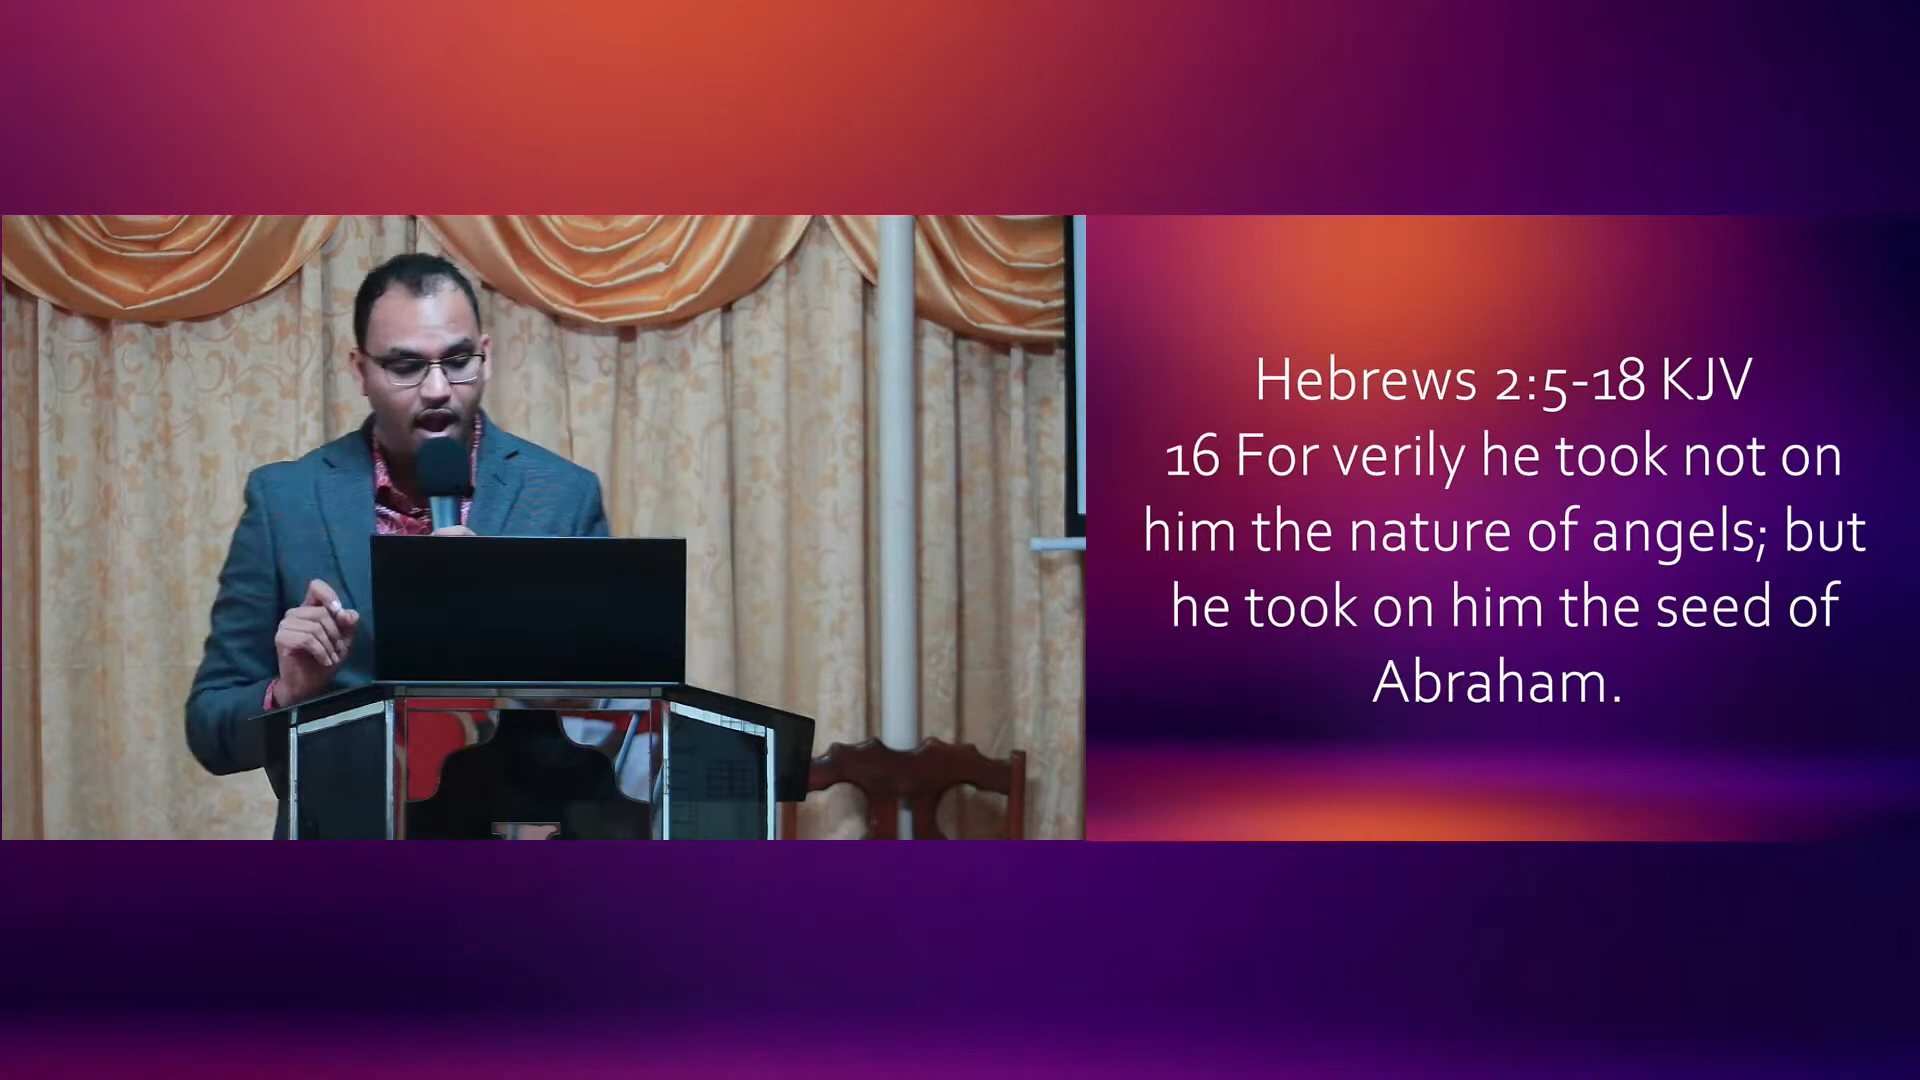 Hebrews 2:5-18 KJV
16 For verily he took not on
him the nature of angels; but
he took on him the seed of
Abraham.